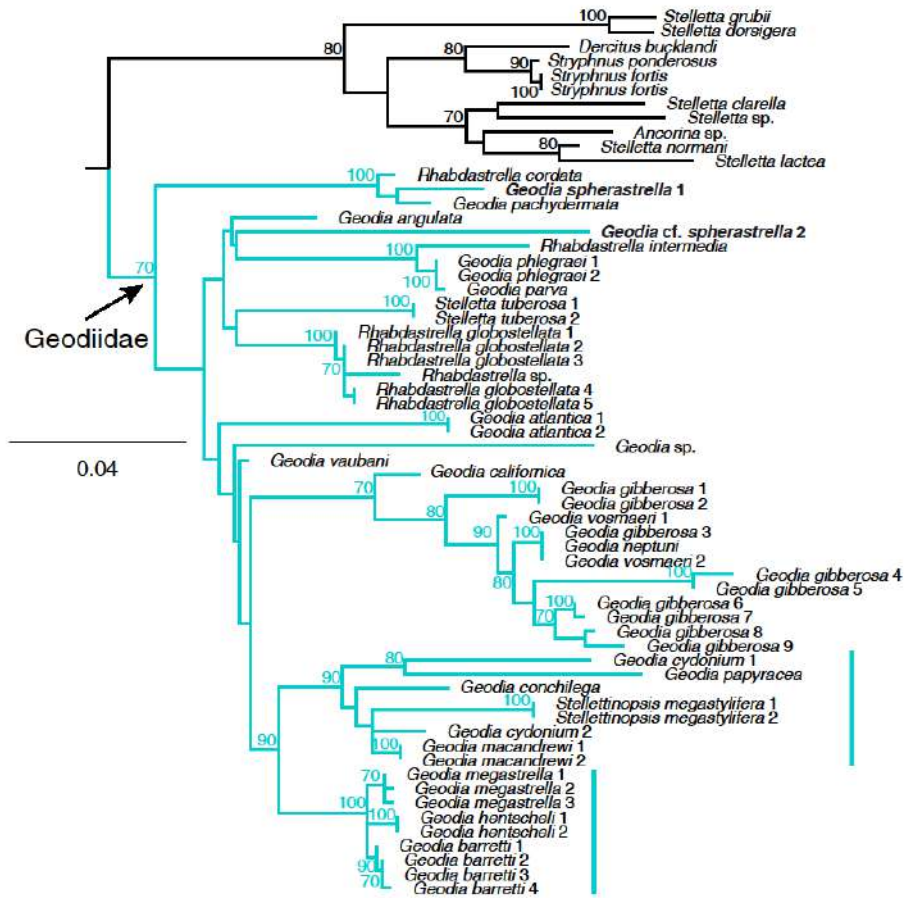 100
Stelletta grubii
Stelletta dorsigera
80
80
Dercitus bucklandi
90
Stryphnus ponderosus
Stryphnus fortis
100
Stryphnus fortis
70
Stelletta clarella
Stelletta sp.
Ancorina sp.
80
Stelletta normani
Stelletta lactea
100
Rhabdastrella cordata
Geodia spherastrella 1
Geodia pachydermata
Geodia angulata
Geodia cf. spherastrella 2
100
Rhabdastrella intermedia
Geodia phlegraei 1
70
100
Geodia phlegraei 2
Geodia parva
100
Stelletta tuberosa 1
Stelletta tuberosa 2
Geodiidae
100
Rhabdastrella globostellata 1
Rhabdastrella globostellata 2
Rhabdastrella globostellata 3
70
Rhabdastrella sp.
Rhabdastrella globostellata 4
Rhabdastrella globostellata 5
100
Geodia atlantica 1
Geodia atlantica 2
Geodia sp.
0.04
Geodia vaubani
Geodia californica
70
100
Geodia gibberosa 1
Geodia gibberosa 2
80
Geodia vosmaeri 1
90
100
Geodia gibberosa 3
Geodia neptuni
Geodia vosmaeri 2
80
100
Geodia gibberosa 4
Geodia gibberosa 5
100
Geodia gibberosa 6
70
Geodia gibberosa 7
Geodia gibberosa 8
Geodia gibberosa 9
80
Geodia cydonium 1
90
Geodia papyracea
Geodia conchilega
100
Stellettinopsis megastylifera 1
Stellettinopsis megastylifera 2
Geodia cydonium 2
90
100
Geodia macandrewi 1
Geodia macandrewi 2
70
Geodia megastrella 1
Geodia megastrella 2
100
Geodia megastrella 3
100
Geodia hentscheli 1
Geodia hentscheli 2
Geodia barretti 1
90
Geodia barretti 2
Geodia barretti 3
70
Geodia barretti 4